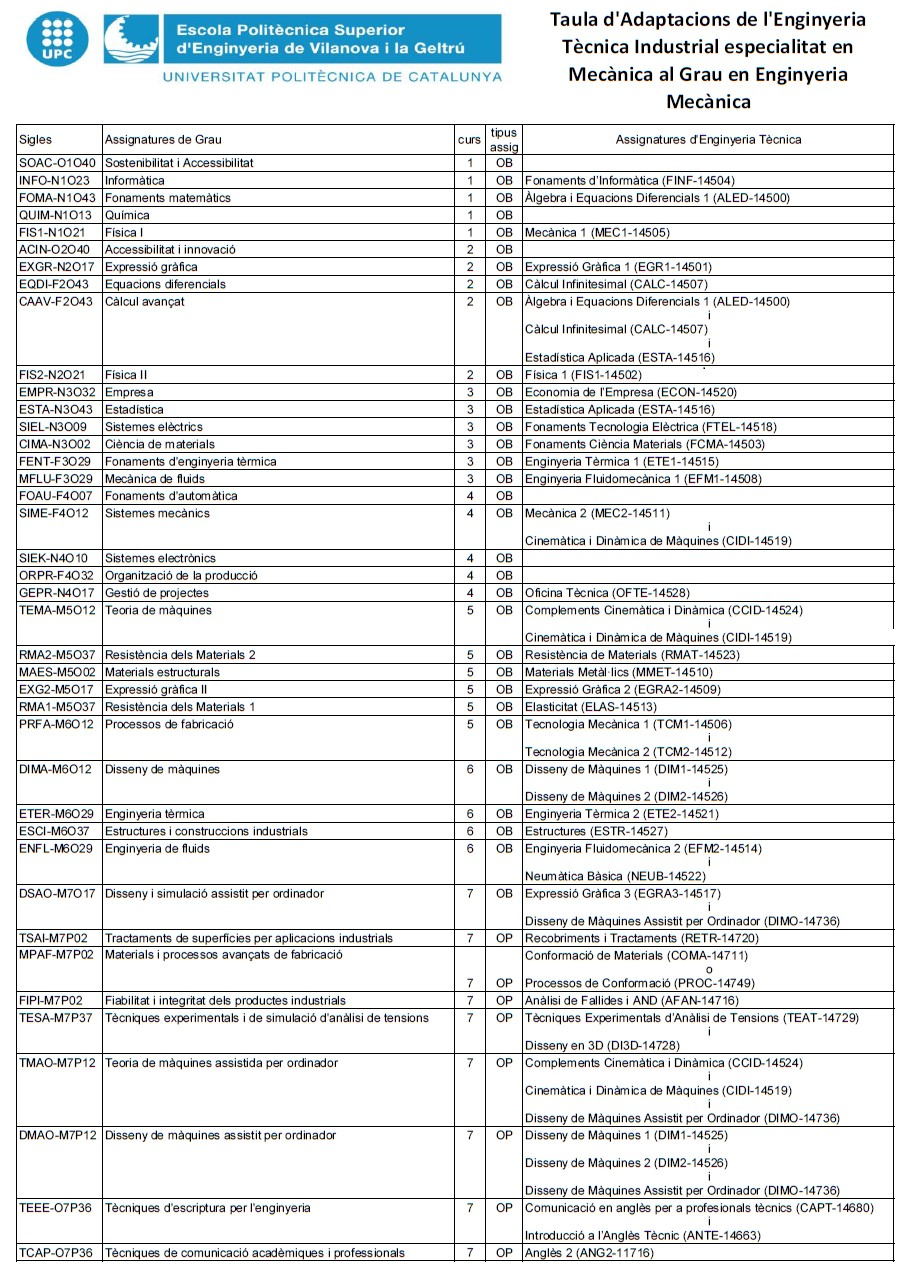 UPC
Escola Politècnica Superior
d'Enginyeria de Vilanova i la Geltrú
UNIVERSITAT POLITÈCNICA DE CATALUNYA
Taula d'Adaptacions de l'Enginyeria
Tècnica Industrial especialitat en
Mecànica al Grau en Enginyeria
Mecànica
Sigles Assignatures de Grau curs tipus assig Assignatures d'Enginyeria Tècnica
SOAC-O1O40 Sostenibilitat i Accessibilitat 1 OB
INFO-N1O23 Informàtica 1 OB Fonaments d'Informàtica (FINF-14504)
FOMA-N1O43 Fonaments matemàtics 1 OB Àlgebra i Equacions Diferencials 1 (ALED-14500)
QUIM-N1O13 Química 1 OB
FIS1-N1O21 Física I 1 OB Mecànica 1 (MEC1-14505)
ACIN-O2O40 Accessibilitat i innovació 2 OB
EXGR-N2O17 Expressió gràfica 2 OB Expressió Gràfica 1 (EGR1-14501)
EQDI-F2O43 Equacions diferencials 2 OB Càlcul Infinitesimal (CALC-14507)
CAAV-F2O43 Càlcul avançat 2 OB Àlgebra i Equacions Diferencials 1 (ALED-14500)
i
Càlcul Infinitesimal (CALC-14507)
i
Estadística Aplicada (ESTA-14516)
FIS2-N2O21 Física II 2 OB Física 1 (FIS1-14502)
EMPR-N3O32 Empresa 3 OB Economia de l'Empresa (ECON-14520)
ESTA-N3O43 Estadística 3 OB Estadística Aplicada (ESTA-14516)
SIEL-N3O09 Sistemes elèctrics 3 OB Fonaments Tecnologia Elèctrica (FTEL-14518)
CIMA-N3O02 Ciència de materials 3 OB Fonaments Ciència Materials (FCMA-14503)
FENT-F3O29 Fonaments d'enginyeria tèrmica 3 OB Enginyeria Tèrmica 1 (ETE1-14515)
MFLU-F3O29 Mecànica de fluids 3 OB Enginyeria Fluidomecànica 1 (EFM1-14508)
FOAU-F4O07 Fonaments d'automàtica 4 OB
SIME-F4O12 Sistemes mecànics 4 OB Mecànica 2 (MEC2-14511)
i
Cinemàtica i Dinàmica de Màquines (CIDI-14519)
SIEK-N4O10 Sistemes electrònics 4 OB
ORPR-F4O32 Organització de la producció 4 OB
GEPR-N4O17 Gestió de projectes 4 OB Oficina Tècnica (OFTE-14528)
TEMA-M5O12 Teoria de màquines 5 OB Complements Cinemàtica i Dinàmica (CCID-14524)
i
Cinemàtica i Dinàmica de Màquines (CIDI-14519)
RMA2-M5O37 Resistència dels Materials 2 5 OB Resistència de Materials (RMAT-14523)
MAES-M5O02 Materials estructurals 5 OB Materials Metàl·lics (MMET-14510)
EXG2-M5O17 Expressió gràfica II 5 OB Expressió Gràfica 2 (EGRA2-14509)
RMA1-M5O37 Resistència dels Materials 1 5 OB Elasticitat (ELAS-14513)
PRFA-M6O12 Processos de fabricació 5 OB Tecnologia Mecànica 1 (TCM1-14506)
i
Tecnologia Mecànica 2 (TCM2-14512)
DIMA-M6O12 Disseny de màquines 6 OB Disseny de Màquines 1 (DIM1-14525)
i
Disseny de Màquines 2 (DIM2-14526)
ETER-M6O29 Enginyeria tèrmica 6 OB Enginyeria Tèrmica 2 (ETE2-14521)
ESCI-M6O37 Estructures i construccions industrials 6 OB Estructures (ESTR-14527)
ENFL-M6O29 Enginyeria de fluids 6 OB Enginyeria Fluidomecànica 2 (EFM2-14514)
i
Neumàtica Bàsica (NEUB-14522)
DSAO-M7O17 Disseny i simulació assistit per ordinador 7 OB Expressió Gràfica 3 (EGRA3-14517)
i
Disseny de Màquines Assistit per Ordinador (DIMO-14736)
TSAI-M7P02 Tractaments de superfícies per aplicacions industrials 7 OP Recobriments i Tractaments (RETR-14720)
MPAF-M7P02 Materials i processos avançats de fabricació Conformació de Materials (COMA-14711)
o
7 OP Processos de Conformació (PROC-14749)
FIPI-M7P02 Fiabilitat i integritat dels productes industrials 7 OP Anàlisi de Fallides i AND (AFAN-14716)
TESA-M7P37 Tècniques experimentals i de simulació d'anàlisi de tensions 7 OP Tècniques Experimentals d'Anàlisi de Tensions (TEAT-14729)
i
Disseny en 3D (DI3D-14728)
TMAO-M7P12 Teoria de màquines assistida per ordinador 7 OP Complements Cinemàtica i Dinàmica (CCID-14524)
i
Cinemàtica i Dinàmica de Màquines (CIDI-14519)
i
Disseny de Màquines Assistit per Ordinador (DIMO-14736)
DMAO-M7P12 Disseny de màquines assistit per ordinador 7 OP Disseny de Màquines 1 (DIM1-14525)
i
Disseny de Màquines 2 (DIM2-14526)
i
Disseny de Màquines Assistit per Ordinador (DIMO-14736)
TEEE-O7P36 Tècniques d'escriptura per l'enginyeria 7 OP Comunicació en anglès per a profesionals tècnics (CAPT-14680)
i
Introducció a l'Anglès Tècnic (ANTE-14663)
TCAP-O7P36 Tècniques de comunicació acadèmiques i professionals 7 OP Anglès 2 (ANG2-11716)